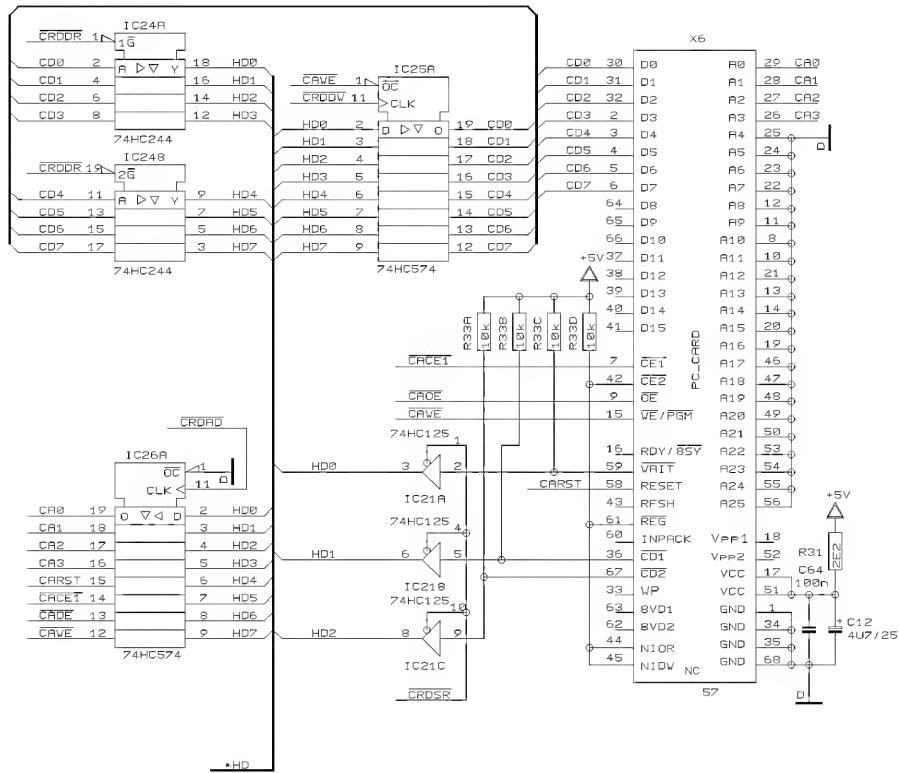 IC24A
CRDDR 1 1G
CD0 2 A Y 18 HD0
CD1 4 16 HD1
CD2 6 14 HD2
CD3 8 12 HD3
74HC244
IC24B
CRDDR 19 2G
CD4 11 A Y 9 HD4
CD5 13 7 HD5
CD6 15 5 HD6
CD7 17 3 HD7
74HC244
IC25A
CAWE 1 OC
CRDDW 11 CLK
HD0 2 D O 19 CD0
HD1 3 18 CD1
HD2 4 17 CD2
HD3 5 16 CD3
HD4 6 15 CD4
HD5 7 14 CD5
HD6 8 13 CD6
HD7 9 12 CD7
74HC574
X6
CD0 30 D0 A0 29 CA0
CD1 31 D1 A1 28 CA1
CD2 32 D2 A2 27 CA2
CD3 2 D3 A3 26 CA3
CD4 3 D4 A4 25 D
CD5 4 D5 A5 24
CD6 5 D6 A6 23
CD7 6 D7 A7 22
64 D8 A8 12
65 D9 A9 11
66 D10 A10 8
37 D11 A11 10
38 D12 A12 21
39 D13 A13 13
40 D14 A14 14
41 D15 A15 20
A16 19
7 CE1 A17 46
42 CE2 A18 47
9 OE A19 48
15 WE/PGM A20 49
A21 50
16 RDY/BSY A22 53
59 WAIT A23 54
58 RESET A24 55
43 RFSH A25 56
61 REG
60 INPACK Vpp1 18
36 CD1 Vpp2 52
67 CD2 VCC 17
33 WP VCC 51
63 BVD1 GND 1
62 BVD2 GND 34
44 NIOR GND 35
45 NIOW GND 68
NC
57
PC_CARD
+5V
R33A 10k
R33B 10k
R33C 10k
R33D 10k
CACE1
CAOE
CAWE
CARST
74HC125
1
HD0 3 2
IC21A
74HC125
4
HD1 6 5
IC21B
74HC125
10
HD2 8 9
IC21C
CRDSR
CRDAD
IC26A
OC 1 D
CLK 11
CA0 19 O D 2 HD0
CA1 18 3 HD1
CA2 17 4 HD2
CA3 16 5 HD3
CARST 15 6 HD4
CACE1 14 7 HD5
CAOE 13 8 HD6
CAWE 12 9 HD7
74HC574
+5V
R31 2E2
C64
100n
+ C12
4U7/25
D
*HD